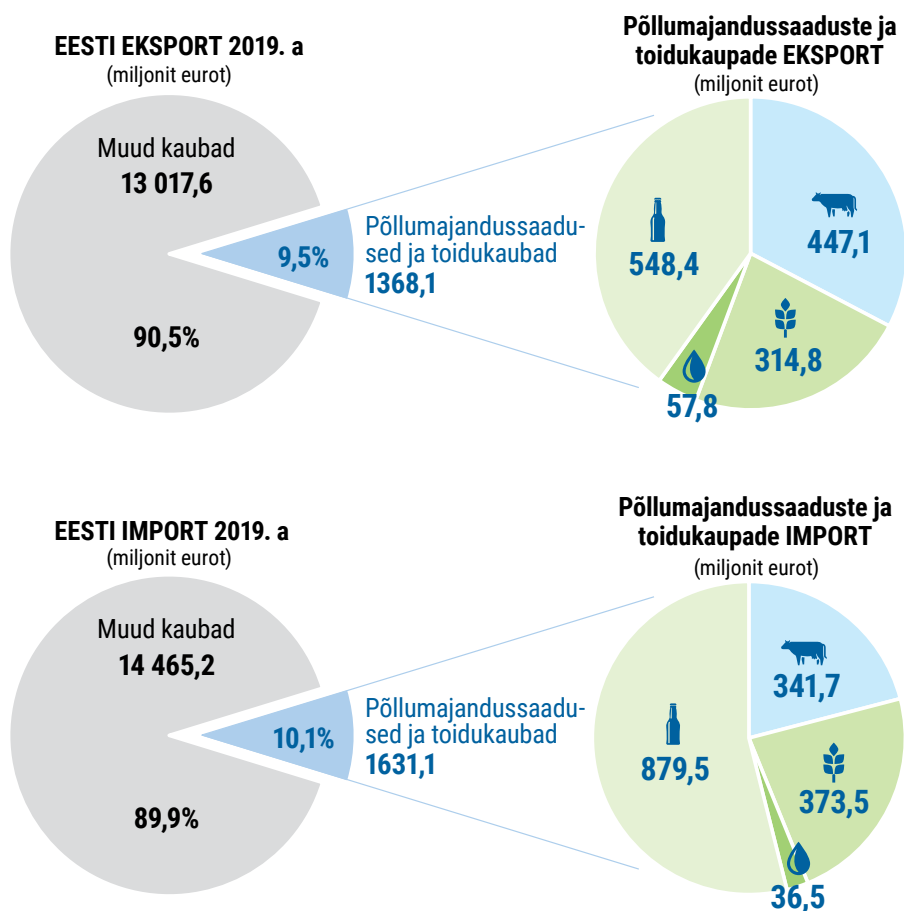 EESTI EKSPORT 2019. a
(miljonit eurot)
Muud kaubad
13 017,6
90,5%
9,5%
Põllumajandussaadu-
sed ja toidukaubad
1368,1
Põllumajandussaaduste ja
toidukaupade EKSPORT
(miljonit eurot)
447,1
548,4
314,8
57,8
EESTI IMPORT 2019. a
(miljonit eurot)
Muud kaubad
14 465,2
89,9%
10,1%
Põllumajandussaadu-
sed ja toidukaubad
1631,1
Põllumajandussaaduste ja
toidukaupade IMPORT
(miljonit eurot)
341,7
879,5
373,5
36,5